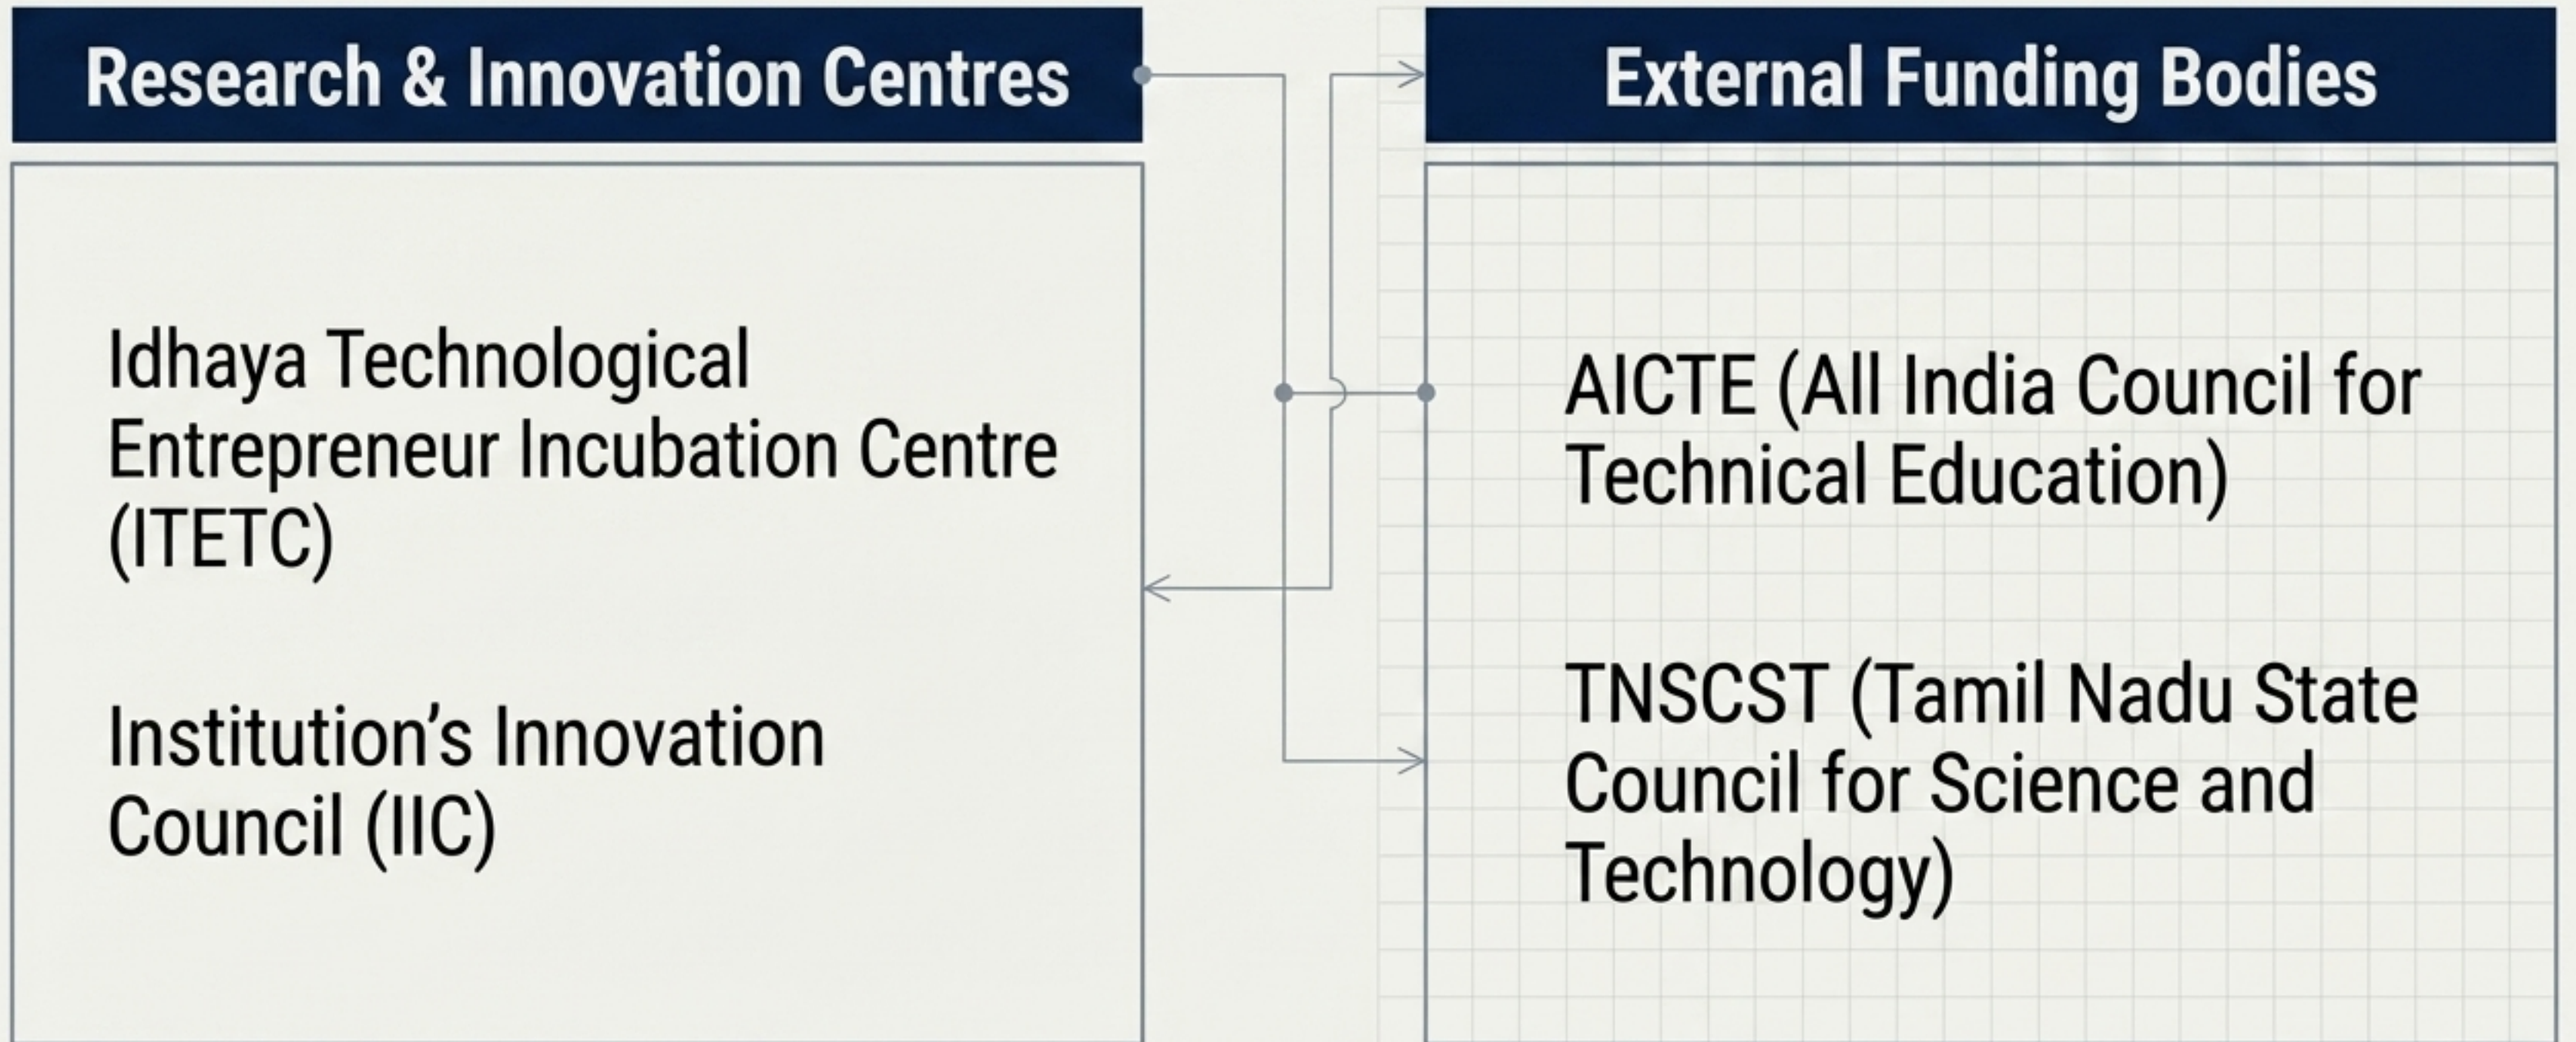 Research & Innovation Centres
Idhaya Technological
Entrepreneur Incubation Centre
(ITETC)
Institution’s Innovation
Council (IIC)
External Funding Bodies
AICTE (All India Council for
Technical Education)
TNSCST (Tamil Nadu State
Council for Science and
Technology)